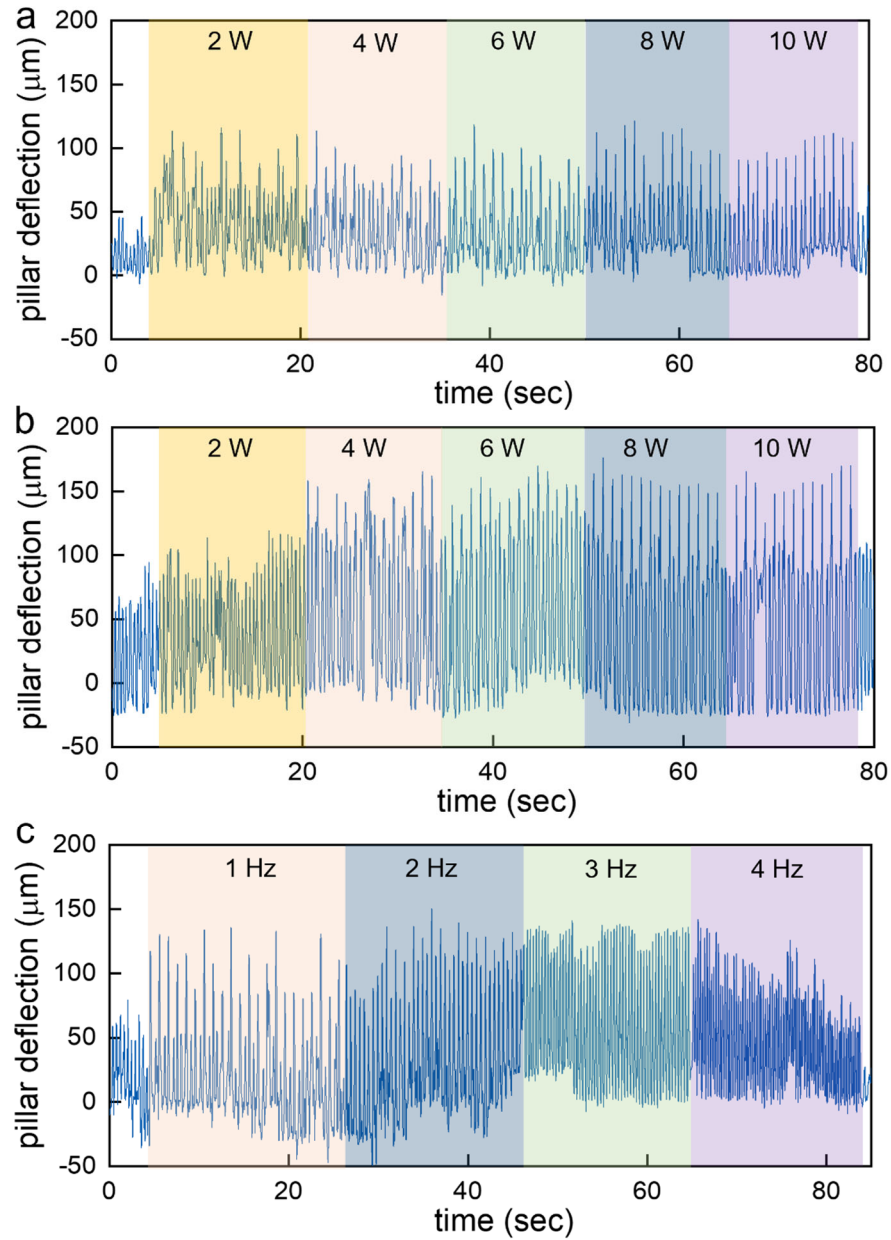 a
200
2 W 4 W 6 W 8 W 10 W
150
100
50
0
-50
pillar deflection (μm)
0 20 40 60 80
time (sec)
b
200
2 W 4 W 6 W 8 W 10 W
150
100
50
0
-50
pillar deflection (μm)
0 20 40 60 80
time (sec)
c
200
1 Hz 2 Hz 3 Hz 4 Hz
150
100
50
0
-50
pillar deflection (μm)
0 20 40 60 80
time (sec)